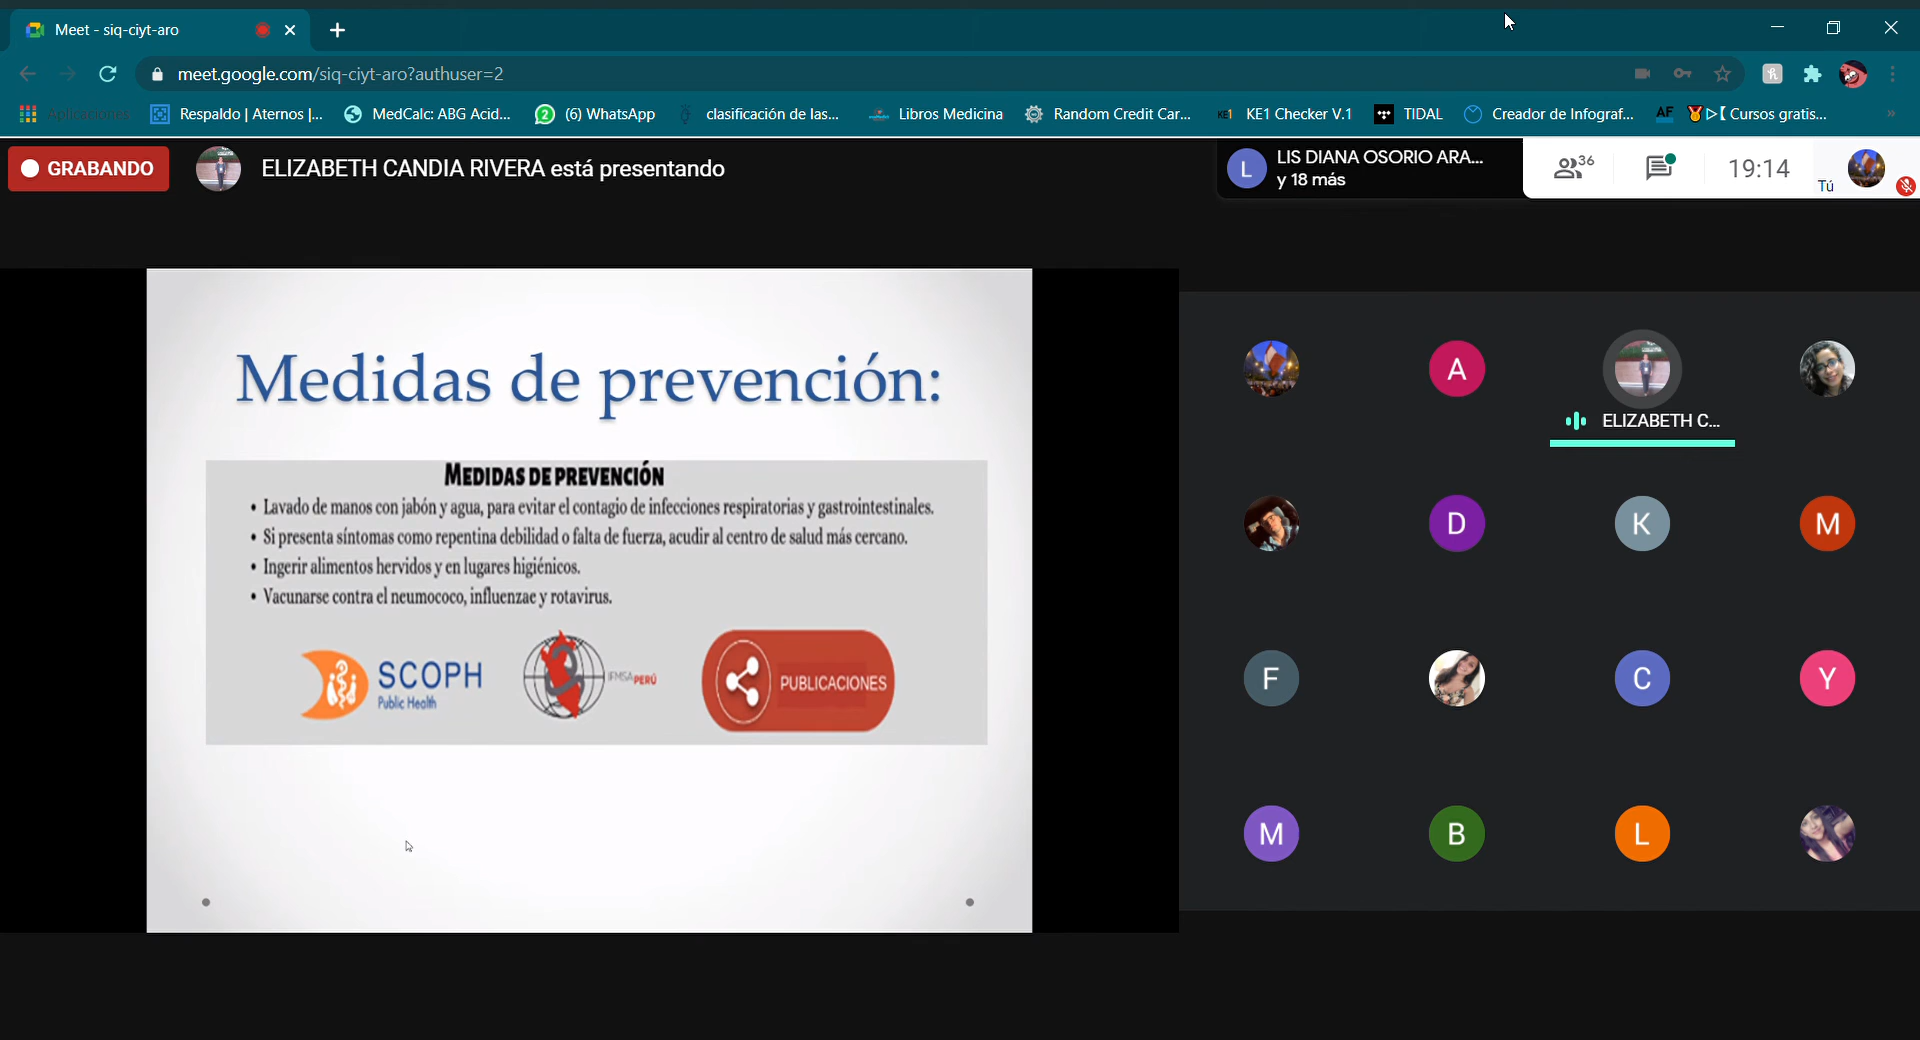 Meet - siq-ciyt-aro
meet.google.com/siq-ciyt-aro?authuser=2
Aplicaciones
Respaldo | Aternos |...
MedCalc: ABG Acid...
2
(6) WhatsApp
clasificación de las...
Libros Medicina
Random Credit Car...
KE1
KE1 Checker V.1
TIDAL
Creador de Infograf...
AF
Cursos gratis...
»
GRABANDO
ELIZABETH CANDIA RIVERA está presentando
L
LIS DIANA OSORIO ARA...
y 18 más
36
19:14
Tú
Medidas de prevención:
MEDIDAS DE PREVENCIÓN
• Lavado de manos con jabón y agua, para evitar el contagio de infecciones respiratorias y gastrointestinales.
• Si presenta síntomas como repentina debilidad o falta de fuerza, acudir al centro de salud más cercano.
• Ingerir alimentos hervidos y en lugares higiénicos.
• Vacunarse contra el neumococo, influenzae y rotavirus.
SCOPH
Public Health
IFMSA PERÚ
PUBLICACIONES
A
ELIZABETH C...
D
K
M
F
C
Y
M
B
L